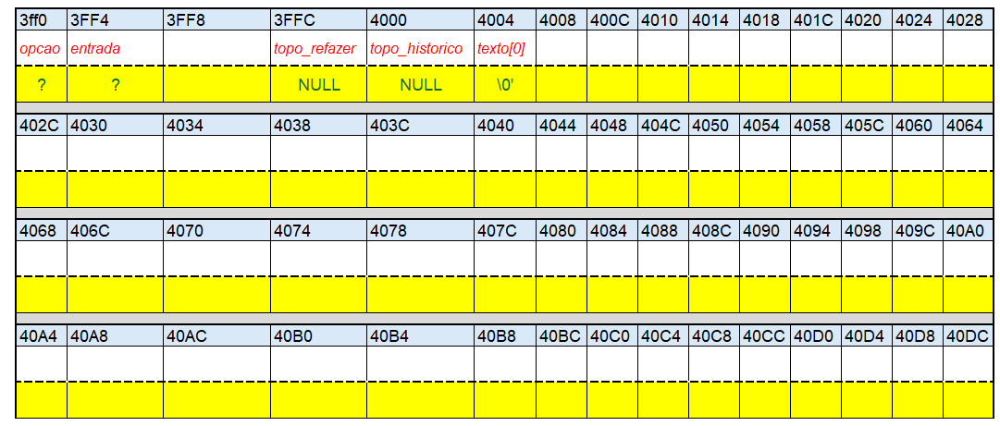 3ff0 3FF4 3FF8 3FFC 4000 4004 4008 400C 4010 4014 4018 401C 4020 4024 4028
opcao entrada topo_refazer topo_historico texto[0]
? ? NULL NULL \0'
402C 4030 4034 4038 403C 4040 4044 4048 404C 4050 4054 4058 405C 4060 4064
4068 406C 4070 4074 4078 407C 4080 4084 4088 408C 4090 4094 4098 409C 40A0
40A4 40A8 40AC 40B0 40B4 40B8 40BC 40C0 40C4 40C8 40CC 40D0 40D4 40D8 40DC